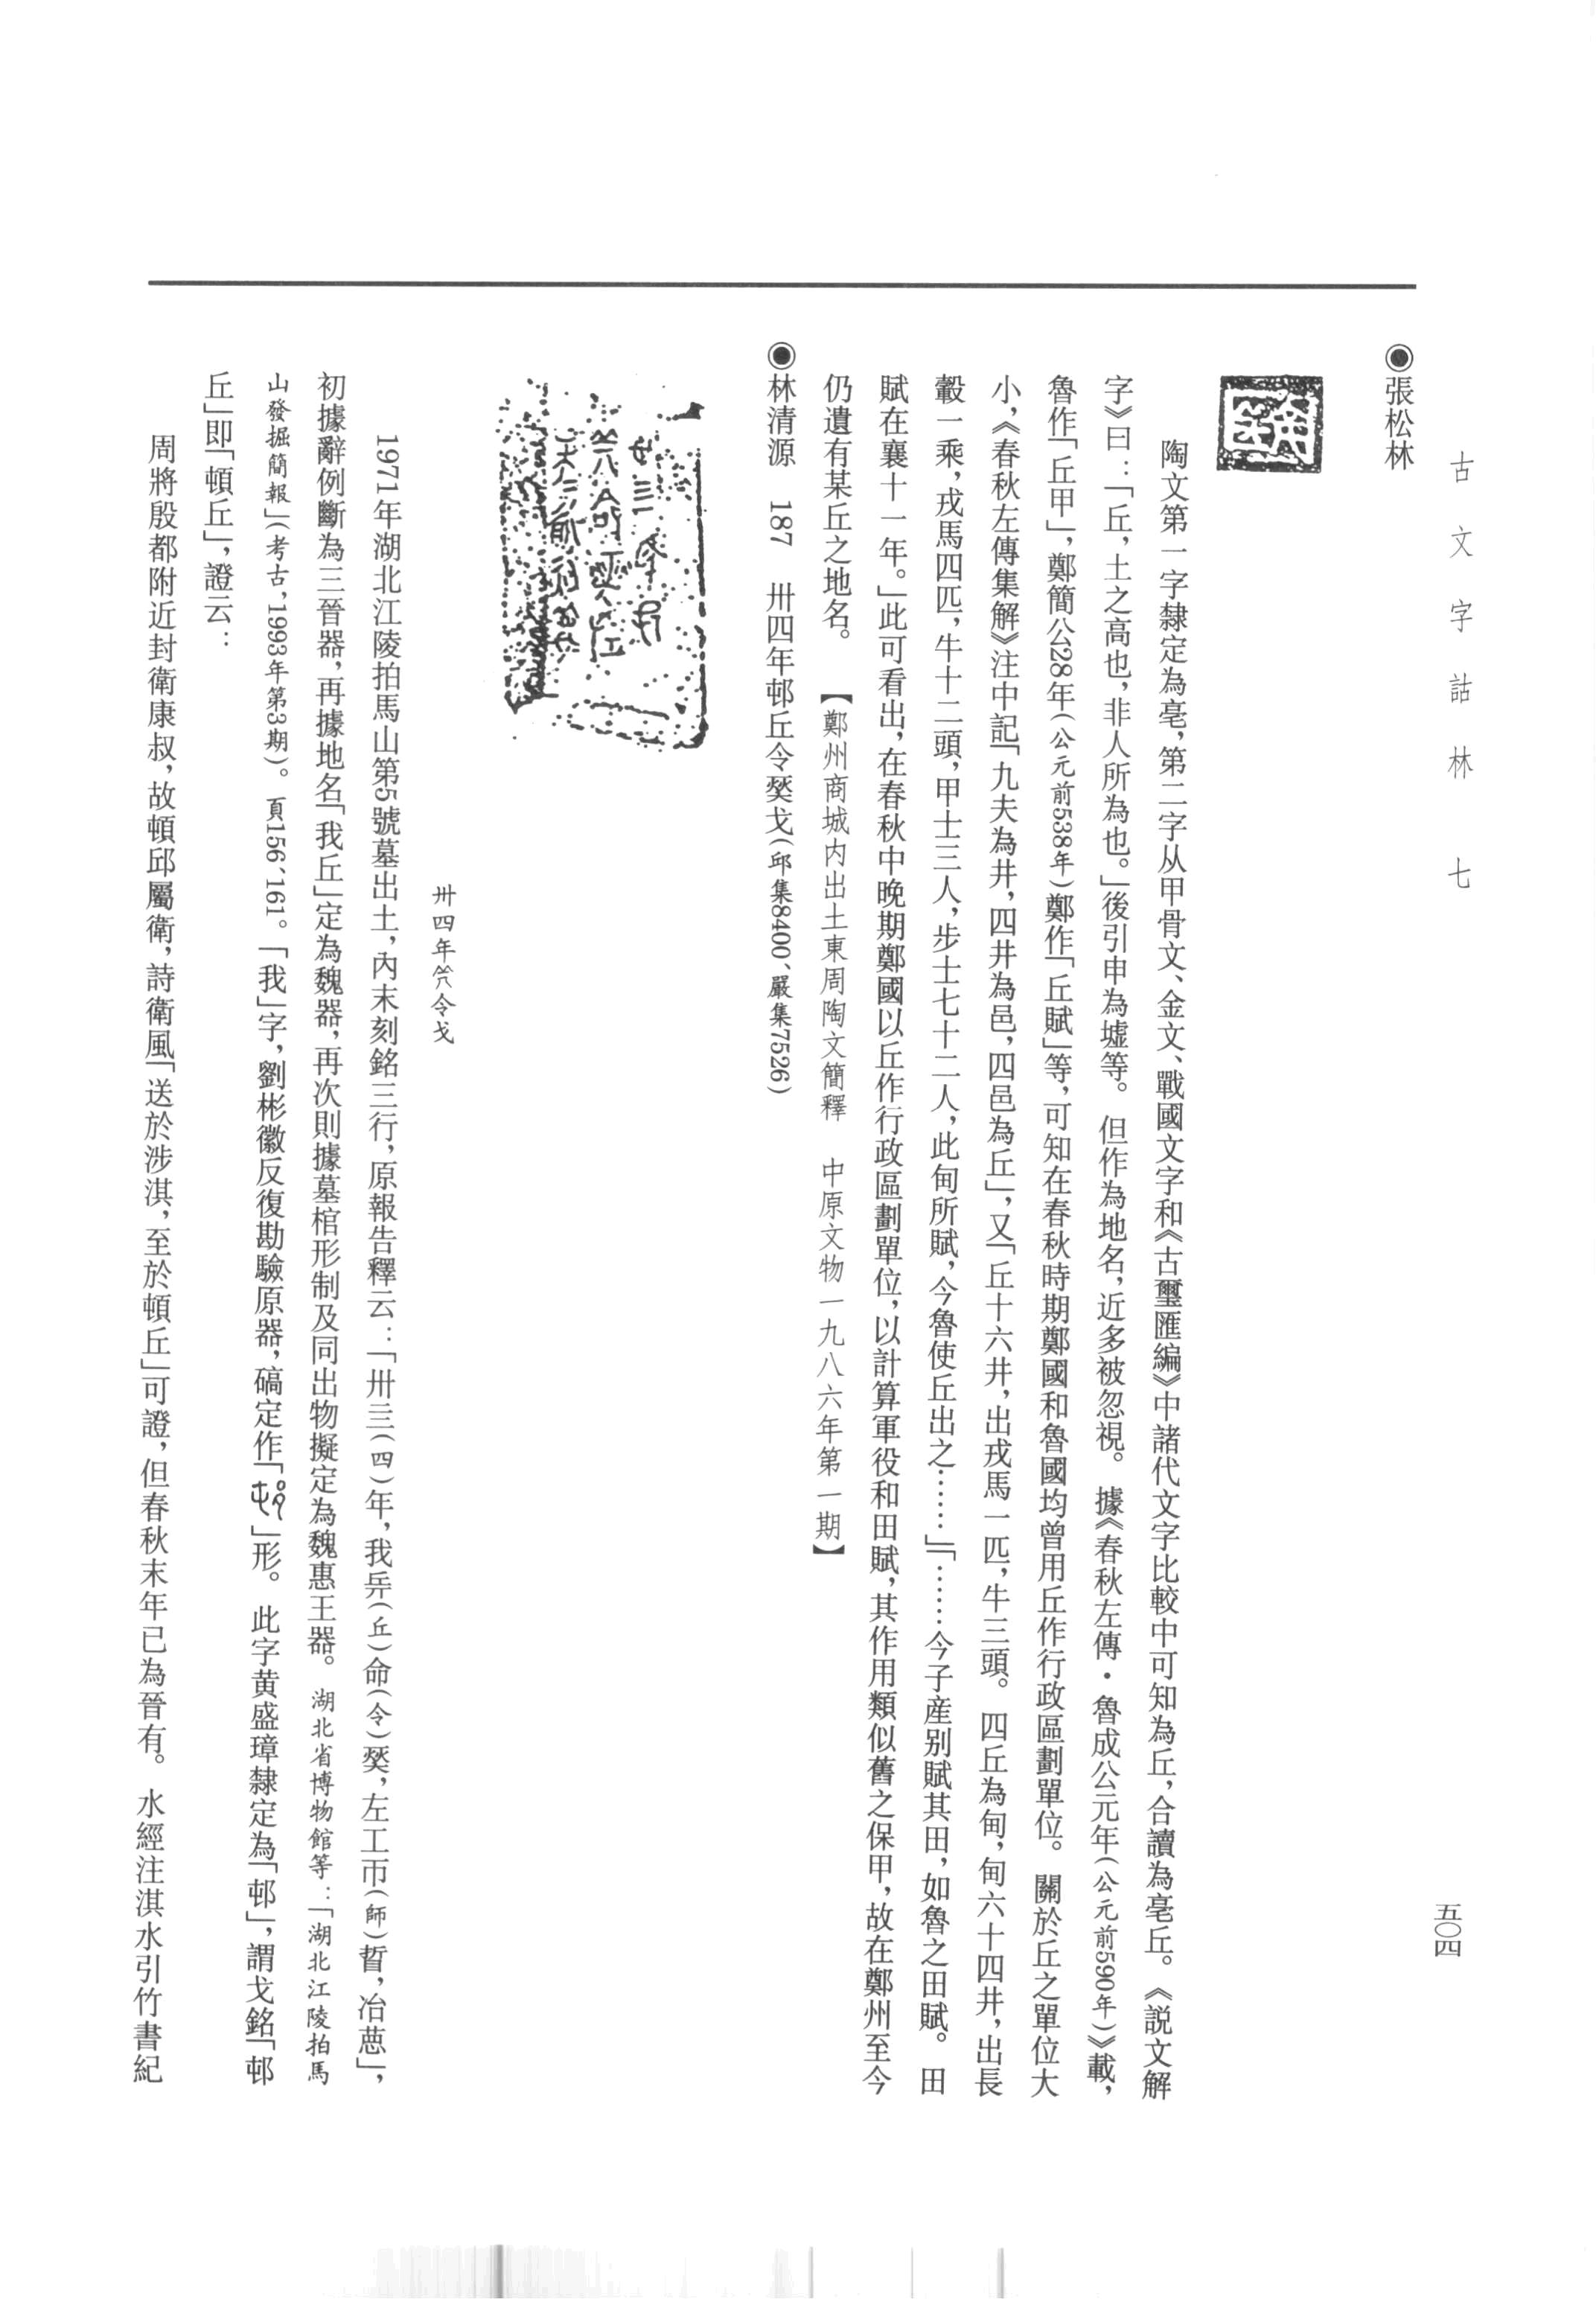 古文字詁林 七
五〇四
◉張松林
陶文第一字隸定為亳，第二字从甲骨文、金文、戰國文字和《古璽匯編》中諸代文字比較中可知為丘，合讀為亳丘。《説文解
字》曰：「丘，土之高也，非人所為也。」後引申為墟等。但作為地名，近多被忽視。據《春秋左傳·魯成公元年（公元前590年）》載，
魯作「丘甲」，鄭簡公28年（公元前538年）鄭作「丘賦」等，可知在春秋時期鄭國和魯國均曾用丘作行政區劃單位。關於丘之單位大
小，《春秋左傳集解》注中記「九夫為井，四井為邑，四邑為丘」，又「丘十六井，出戎馬一匹，牛三頭。四丘為甸，甸六十四井，出長
轂一乘，戎馬四匹，牛十二頭，甲士三人，步士七十二人，此甸所賦，今魯使丘出之……」「……今子産别賦其田，如魯之田賦。田
賦在襄十一年。」此可看出，在春秋中晚期鄭國以丘作行政區劃單位，以計算軍役和田賦，其作用類似舊之保甲，故在鄭州至今
仍遺有某丘之地名。【鄭州商城内出土東周陶文簡釋 中原文物一九八六年第一期】
◉林清源 187 卅四年邨丘令㷼戈（邱集8400、嚴集7526）
卅四年令戈
1971年湖北江陵拍馬山第5號墓出土，內末刻銘三行，原報告釋云：「卅三（四）年，我𠀉（丘）命（令）㷼，左工帀（師）晢，冶㥁」，
初據辭例斷為三晉器，再據地名「我丘」定為魏器，再次則據墓棺形制及同出物擬定為魏惠王器。湖北省博物館等：「湖北江陵拍馬
山發掘簡報」（考古，1993年第3期）。頁156、161。「我」字，劉彬徽反復勘驗原器，碻定作「」形。此字黄盛璋隸定為「邨」，謂戈銘「邨
丘」即「頓丘」，證云：
周將殷都附近封衛康叔，故頓邱屬衛，詩衛風「送於涉淇，至於頓丘」可證，但春秋末年已為晉有。水經注淇水引竹書紀